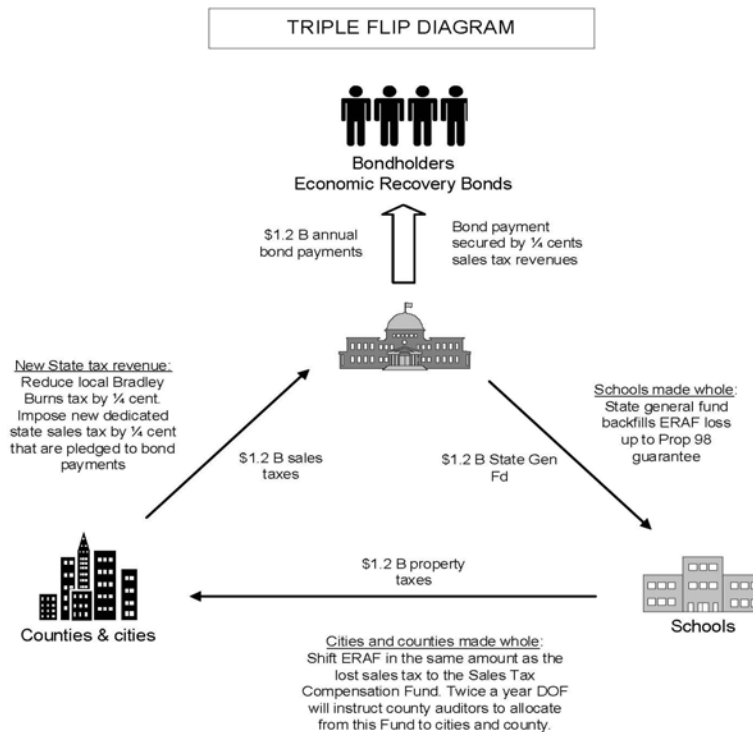 TRIPLE FLIP DIAGRAM
Bondholders
Economic Recovery Bonds
$1.2 B annual
bond payments
Bond payment
secured by ¼ cents
sales tax revenues
New State tax revenue:
Reduce local Bradley
Burns tax by ¼ cent.
Impose new dedicated
state sales tax by ¼ cent
that are pledged to bond
payments
$1.2 B sales
taxes
$1.2 B State Gen
Fd
Schools made whole:
State general fund
backfills ERAF loss
up to Prop 98
guarantee
$1.2 B property
taxes
Counties & cities
Schools
Cities and counties made whole:
Shift ERAF in the same amount as the
lost sales tax to the Sales Tax
Compensation Fund. Twice a year DOF
will instruct county auditors to allocate
from this Fund to cities and county.